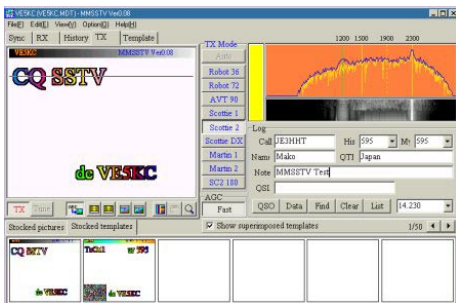 VE5KC (VE5KC.MDT) - MMSSTV Ver0.08
File(F) Edit(E) View(V) Option(O) Help(H)
Sync RX History TX Template
VE5KC MMSSTV Ver0.08
CQ SSTV
de VE5KC
TX Tune
TX Mode
Auto
Robot 36
Robot 72
AVT 90
Scottie 1
Scottie 2
Scottie DX
Martin 1
Martin 2
SC2 180
AGC
Fast
1200 1500 1900 2300
Log
Call JE3HHT His 595 My 595
Name Mako QTH Japan
Note MMSSTV Test
QSL
QSO Data Find Clear List 14.230
Stocked pictures Stocked templates
Show superimposed templates 1/50
CQ SSTV
de VE5KC
ur 595
de VE5KC